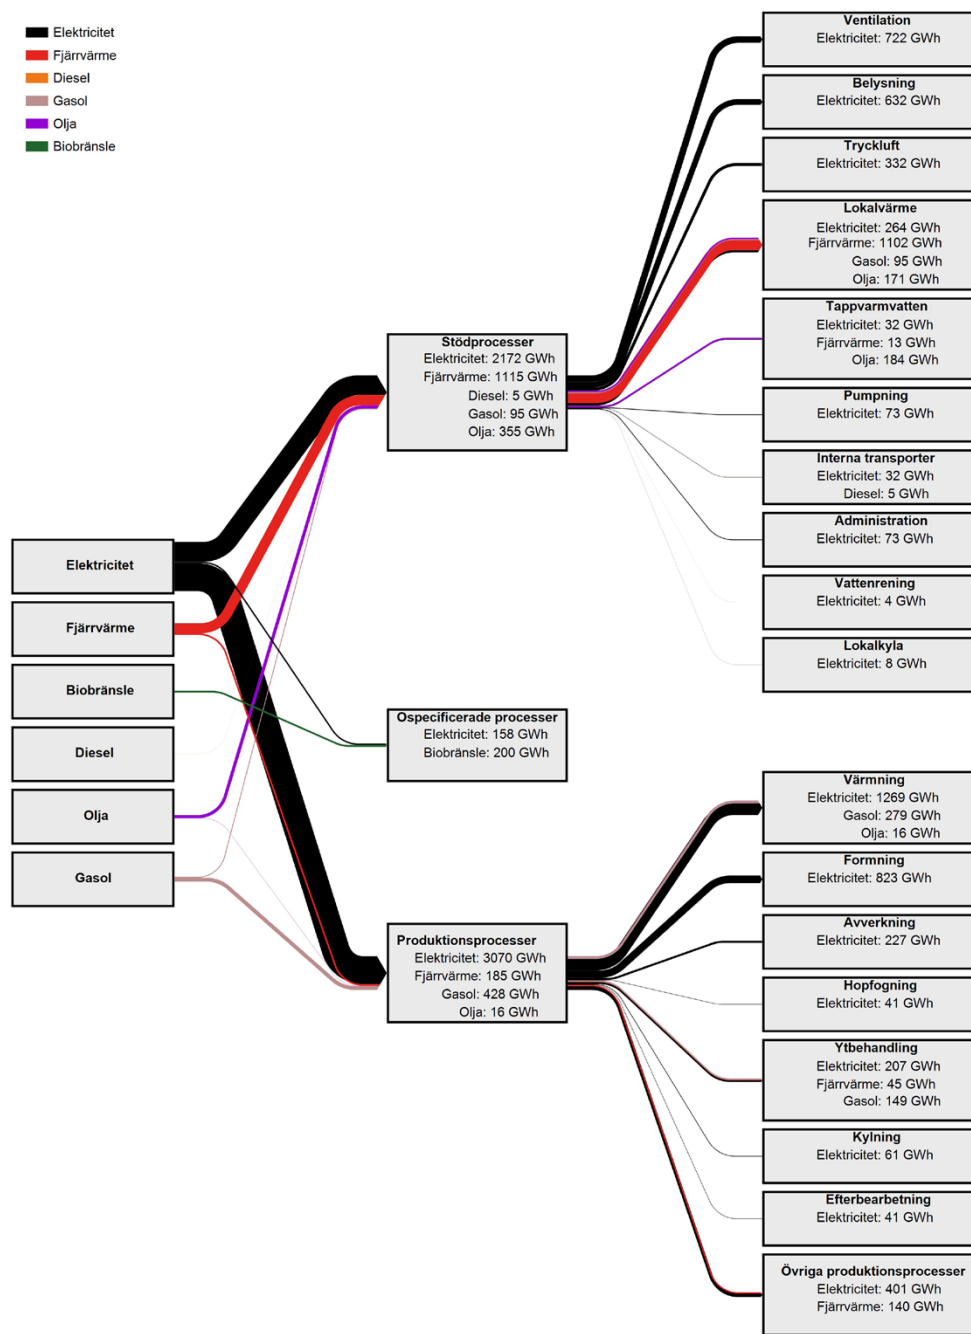 Elektricitet
Fjärrvärme
Diesel
Gasol
Olja
Biobränsle
Elektricitet
Fjärrvärme
Biobränsle
Diesel
Olja
Gasol
Stödprocesser
Elektricitet: 2172 GWh
Fjärrvärme: 1115 GWh
Diesel: 5 GWh
Gasol: 95 GWh
Olja: 355 GWh
Ospecificerade processer
Elektricitet: 158 GWh
Biobränsle: 200 GWh
Produktionsprocesser
Elektricitet: 3070 GWh
Fjärrvärme: 185 GWh
Gasol: 428 GWh
Olja: 16 GWh
Ventilation
Elektricitet: 722 GWh
Belysning
Elektricitet: 632 GWh
Tryckluft
Elektricitet: 332 GWh
Lokalvärme
Elektricitet: 264 GWh
Fjärrvärme: 1102 GWh
Gasol: 95 GWh
Olja: 171 GWh
Tappvarmvatten
Elektricitet: 32 GWh
Fjärrvärme: 13 GWh
Olja: 184 GWh
Pumpning
Elektricitet: 73 GWh
Interna transporter
Elektricitet: 32 GWh
Diesel: 5 GWh
Administration
Elektricitet: 73 GWh
Vattenrening
Elektricitet: 4 GWh
Lokalkyla
Elektricitet: 8 GWh
Värmning
Elektricitet: 1269 GWh
Gasol: 279 GWh
Olja: 16 GWh
Formning
Elektricitet: 823 GWh
Avverkning
Elektricitet: 227 GWh
Hopfogning
Elektricitet: 41 GWh
Ytbehandling
Elektricitet: 207 GWh
Fjärrvärme: 45 GWh
Gasol: 149 GWh
Kylning
Elektricitet: 61 GWh
Efterbearbetning
Elektricitet: 41 GWh
Övriga produktionsprocesser
Elektricitet: 401 GWh
Fjärrvärme: 140 GWh